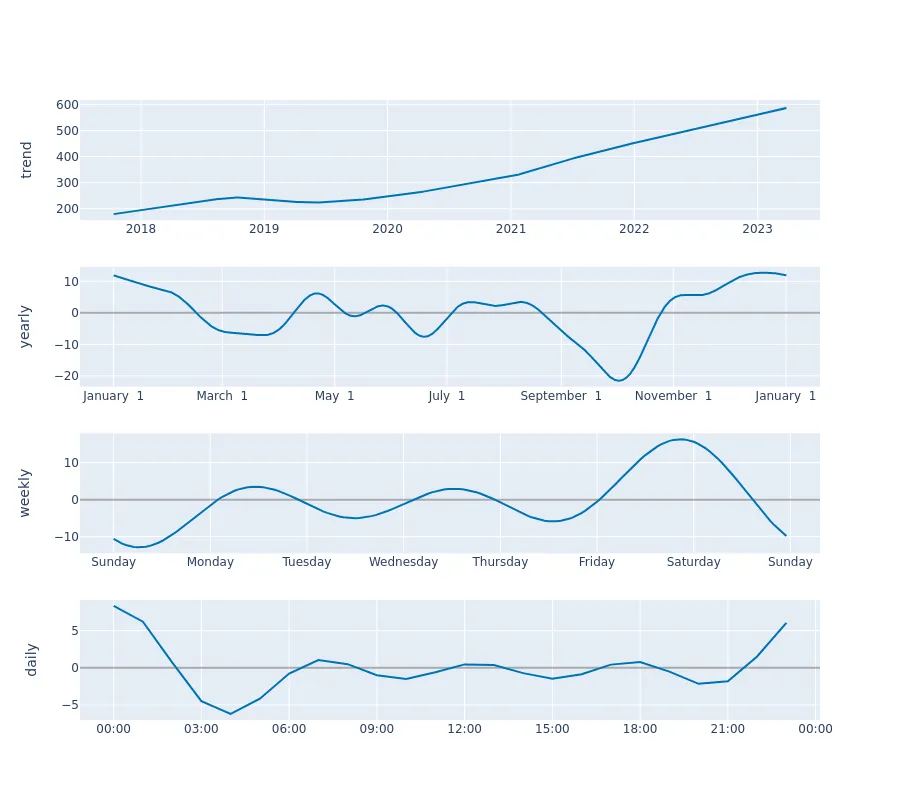 trend
600
500
400
300
200
2018 2019 2020 2021 2022 2023
yearly
10
0
−10
−20
January 1 March 1 May 1 July 1 September 1 November 1 January 1
weekly
10
0
−10
Sunday Monday Tuesday Wednesday Thursday Friday Saturday Sunday
daily
5
0
−5
00:00 03:00 06:00 09:00 12:00 15:00 18:00 21:00 00:00